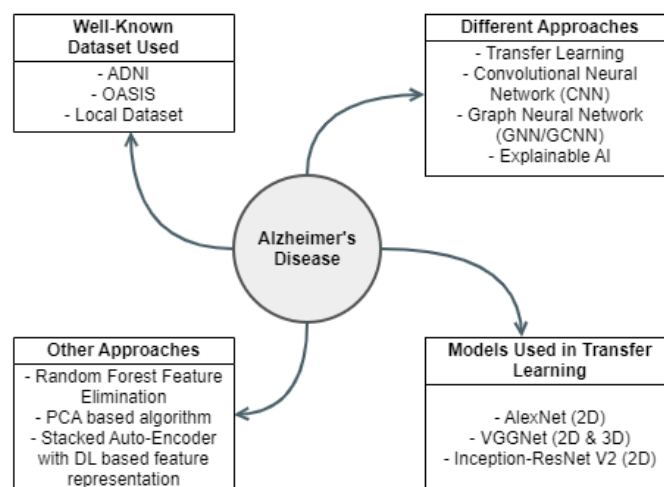 Well-Known
Dataset Used
- ADNI
- OASIS
- Local Dataset
Different Approaches
- Transfer Learning
- Convolutional Neural
Network (CNN)
- Graph Neural Network
(GNN/GCNN)
- Explainable AI
Alzheimer's
Disease
Other Approaches
- Random Forest Feature
Elimination
- PCA based algorithm
- Stacked Auto-Encoder
with DL based feature
representation
Models Used in Transfer
Learning
- AlexNet (2D)
- VGGNet (2D & 3D)
- Inception-ResNet V2 (2D)